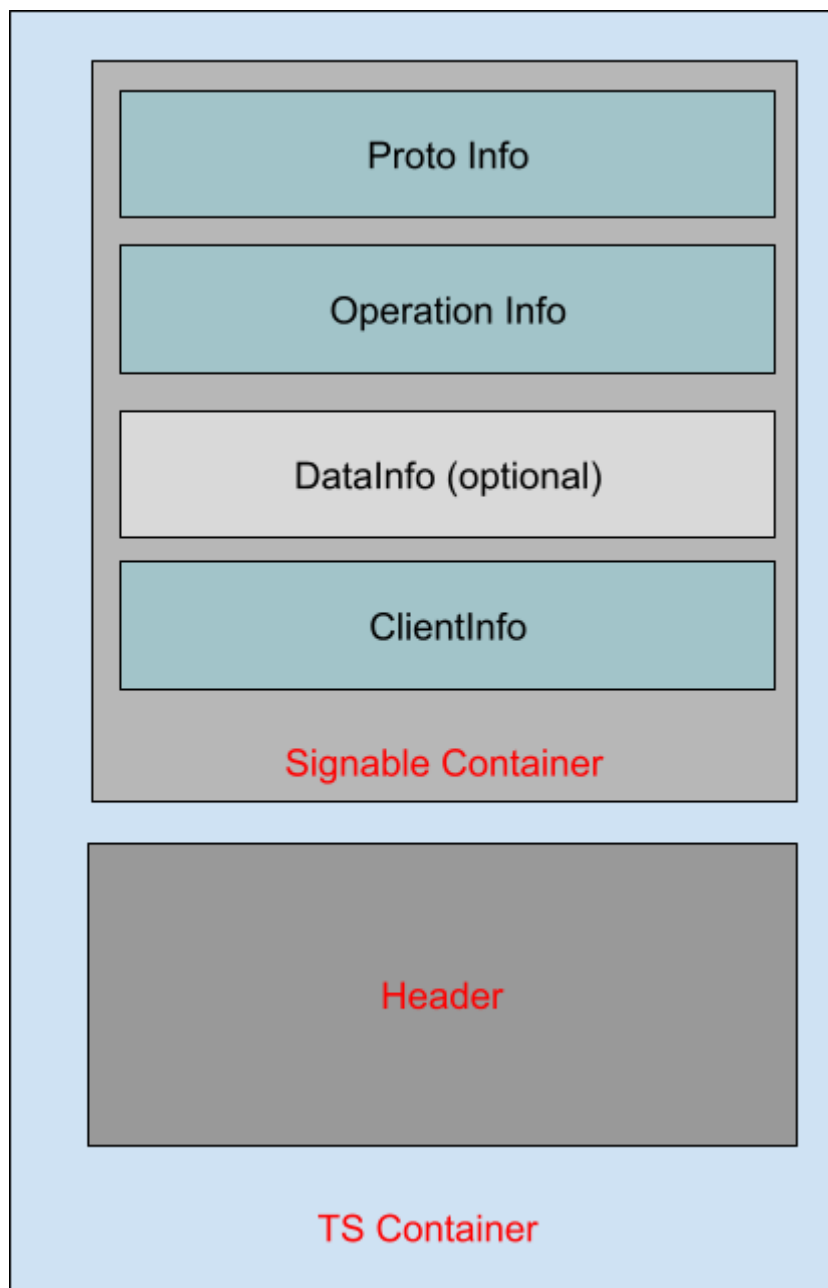 Proto Info
Operation Info
DataInfo (optional)
ClientInfo
Signable Container
Header
TS Container